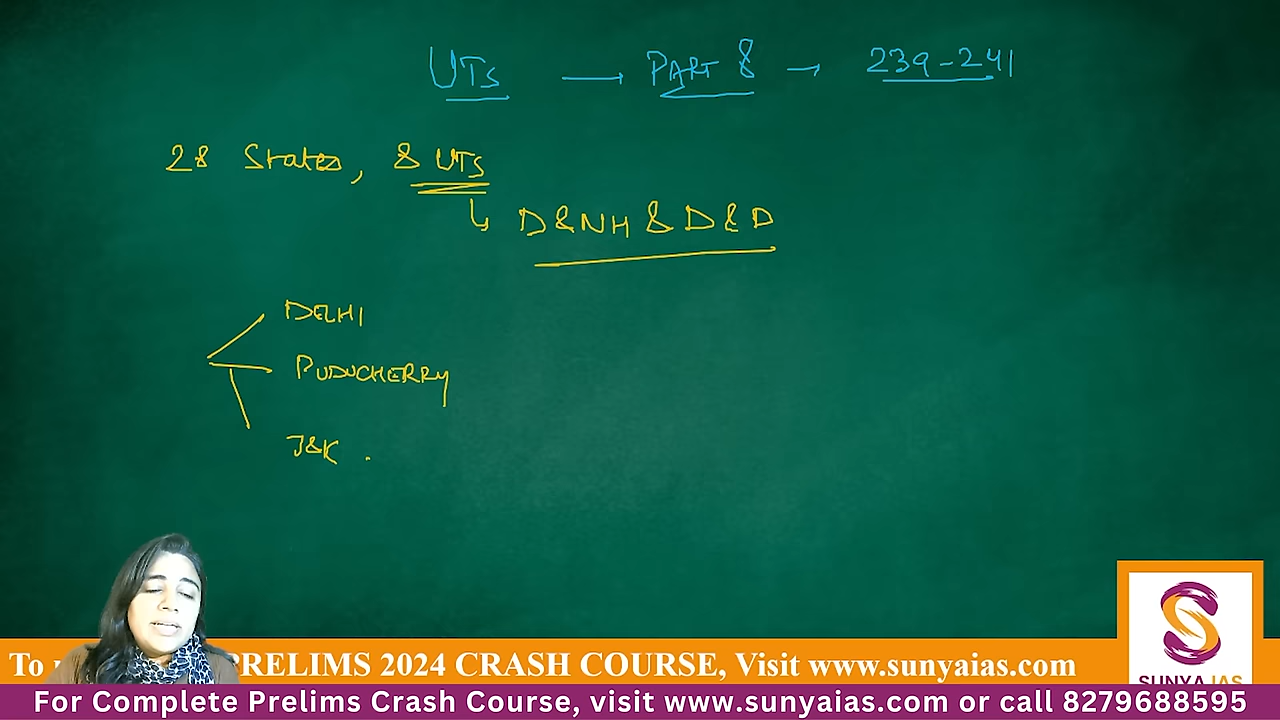 UTs → PART 8 → 239-241
28 States, 8 UTs
↳ D&NH & D&D
DELHI
PUDUCHERRY
J&K .
To PRELIMS 2024 CRASH COURSE, Visit www.sunyaias.com
SUNYA IAS
For Complete Prelims Crash Course, visit www.sunyaias.com or call 8279688595